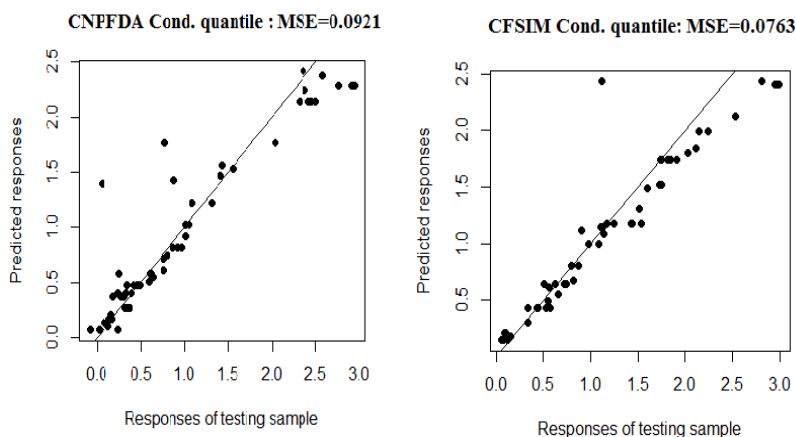 CNPFDA Cond. quantile : MSE=0.0921
Predicted responses
2.5
2.0
1.5
1.0
0.5
0.0
0.0 0.5 1.0 1.5 2.0 2.5 3.0
Responses of testing sample
CFSIM Cond. quantile: MSE=0.0763
Predicted responses
2.5
2.0
1.5
1.0
0.5
0.0 0.5 1.0 1.5 2.0 2.5 3.0
Responses of testing sample